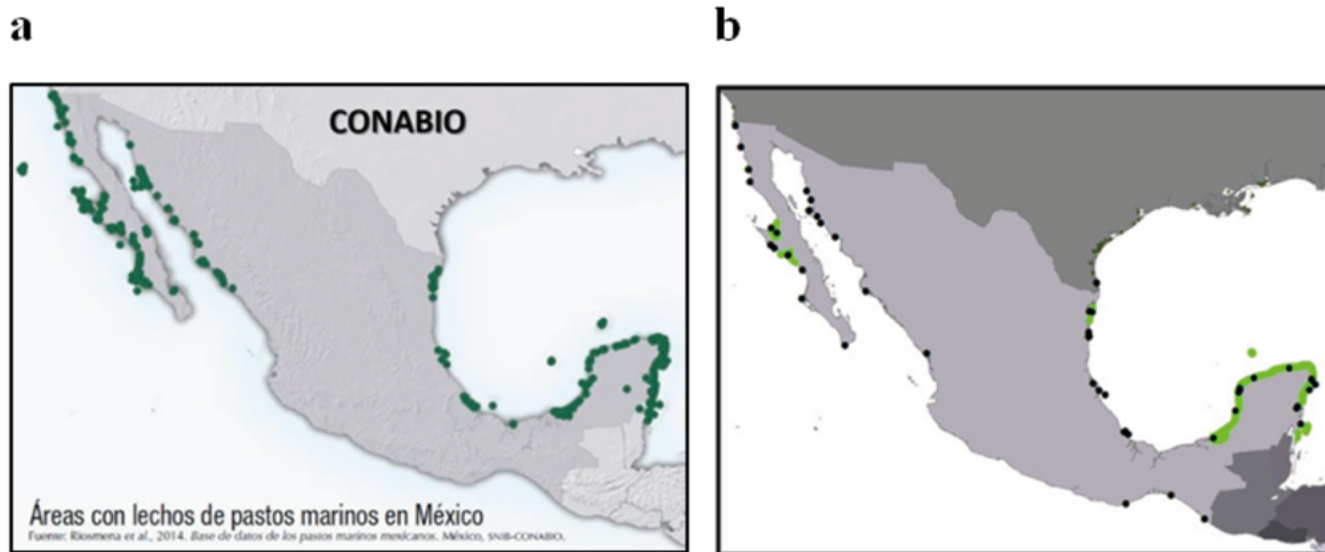 a
b
CONABIO
Áreas con lechos de pastos marinos en México
Fuente: Riosmena et al., 2014. Base de datos de los pastos marinos mexicanos. México, SNIB-CONABIO.